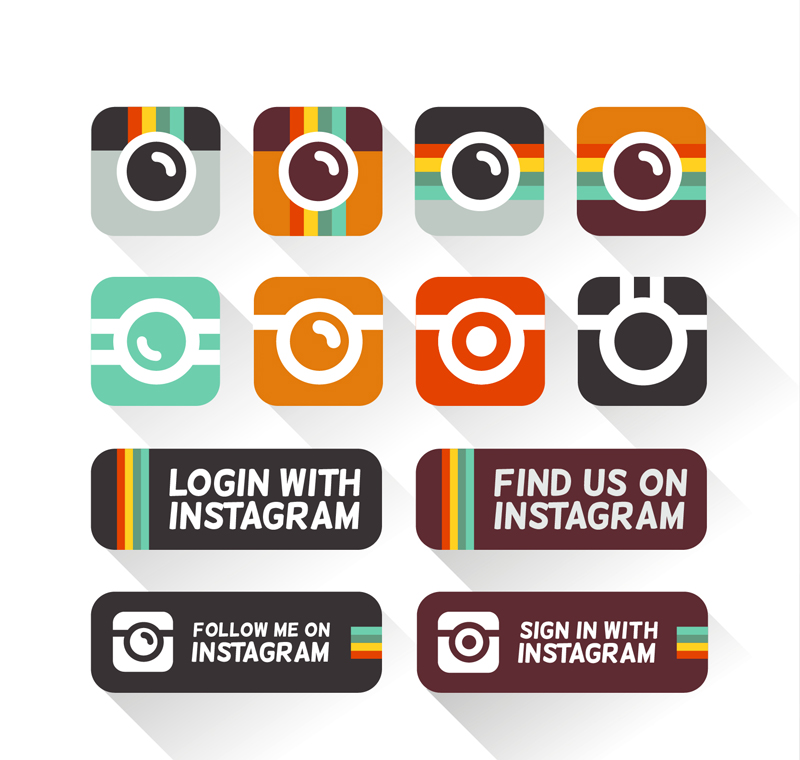 LOGIN WITH
INSTAGRAM
FIND US ON
INSTAGRAM
FOLLOW ME ON
INSTAGRAM
SIGN IN WITH
INSTAGRAM